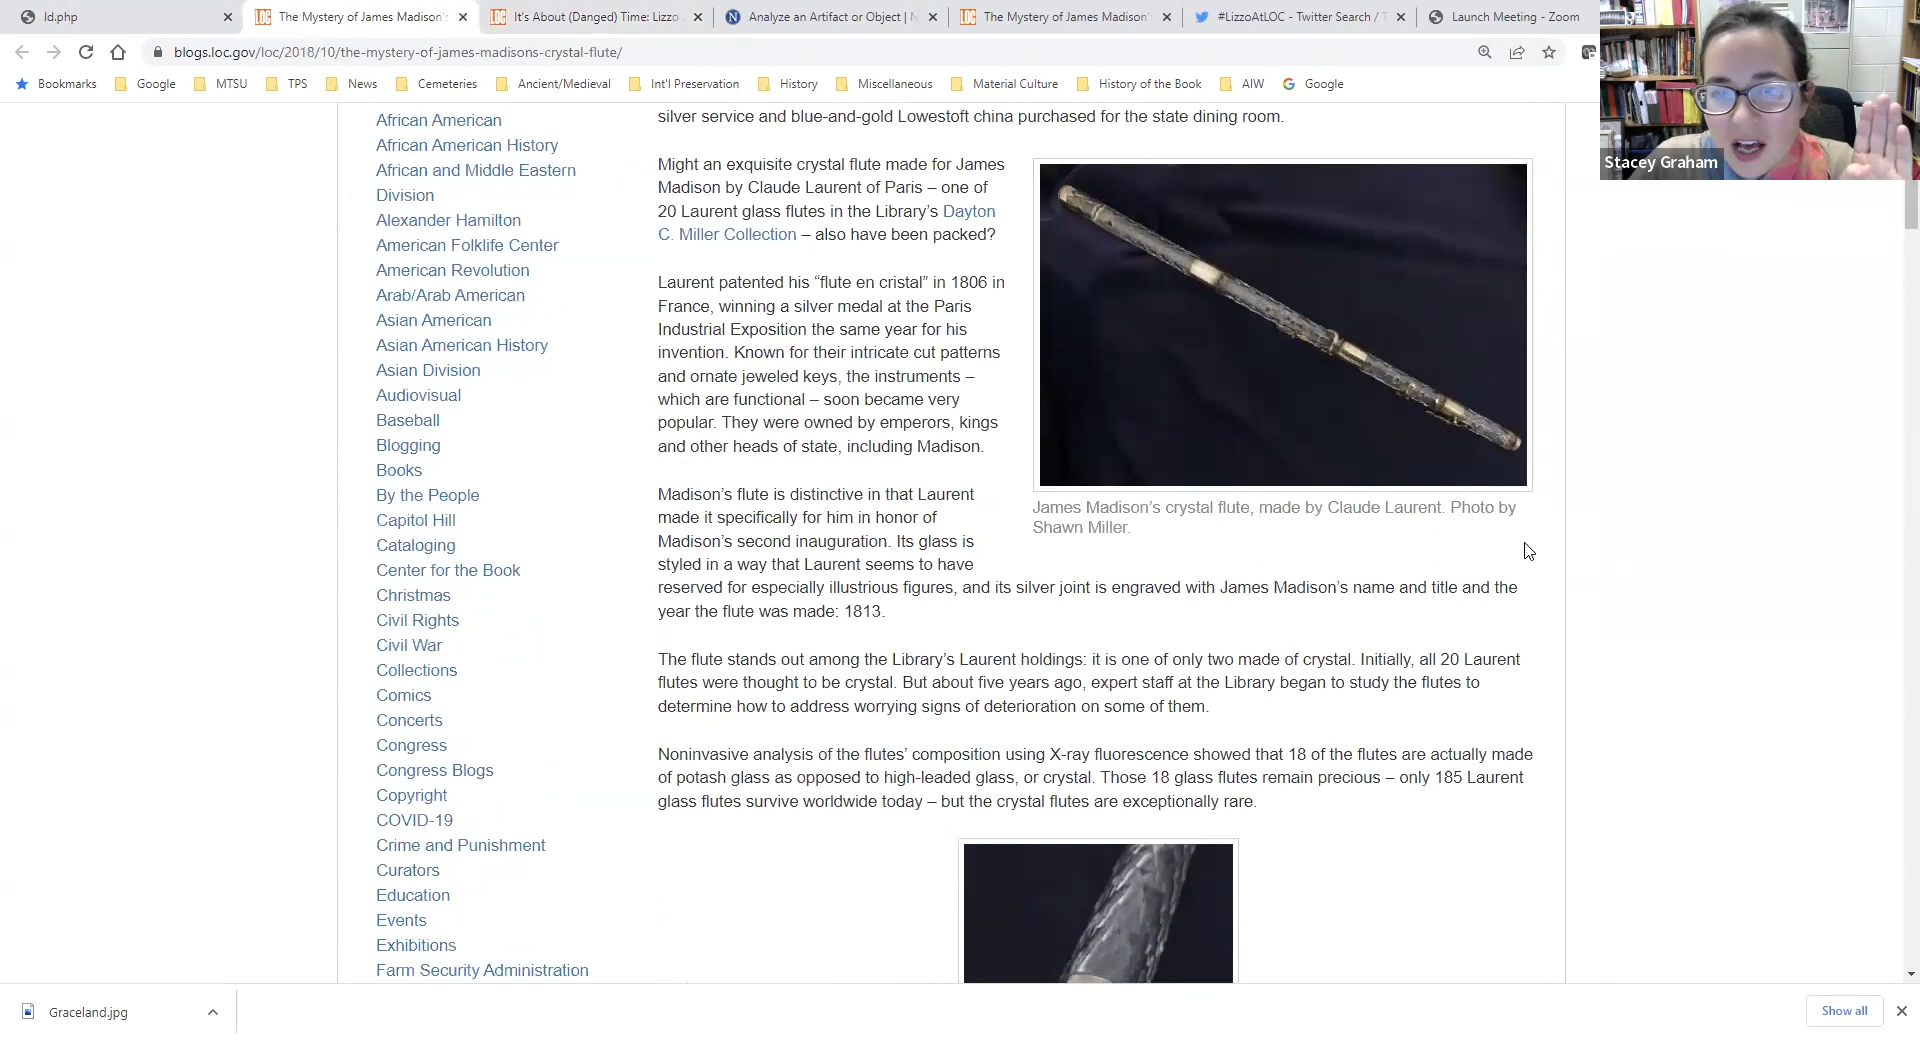 ld.php
The Mystery of James Madison's
It's About (Danged) Time: Lizzo
Analyze an Artifact or Object | N
The Mystery of James Madison's
#LizzoAtLOC - Twitter Search / T
Launch Meeting - Zoom
blogs.loc.gov/loc/2018/10/the-mystery-of-james-madisons-crystal-flute/
Bookmarks
Google
MTSU
TPS
News
Cemeteries
Ancient/Medieval
Int'l Preservation
History
Miscellaneous
Material Culture
History of the Book
AIW
Google
Stacey Graham
African American
African American History
African and Middle Eastern
Division
Alexander Hamilton
American Folklife Center
American Revolution
Arab/Arab American
Asian American
Asian American History
Asian Division
Audiovisual
Baseball
Blogging
Books
By the People
Capitol Hill
Cataloging
Center for the Book
Christmas
Civil Rights
Civil War
Collections
Comics
Concerts
Congress
Congress Blogs
Copyright
COVID-19
Crime and Punishment
Curators
Education
Events
Exhibitions
Farm Security Administration
silver service and blue-and-gold Lowestoft china purchased for the state dining room.
Might an exquisite crystal flute made for James
Madison by Claude Laurent of Paris – one of
20 Laurent glass flutes in the Library's Dayton
C. Miller Collection – also have been packed?
Laurent patented his “flute en cristal” in 1806 in
France, winning a silver medal at the Paris
Industrial Exposition the same year for his
invention. Known for their intricate cut patterns
and ornate jeweled keys, the instruments –
which are functional – soon became very
popular. They were owned by emperors, kings
and other heads of state, including Madison.
James Madison's crystal flute, made by Claude Laurent. Photo by
Shawn Miller.
Madison's flute is distinctive in that Laurent
made it specifically for him in honor of
Madison's second inauguration. Its glass is
styled in a way that Laurent seems to have
reserved for especially illustrious figures, and its silver joint is engraved with James Madison's name and title and the
year the flute was made: 1813.
The flute stands out among the Library's Laurent holdings: it is one of only two made of crystal. Initially, all 20 Laurent
flutes were thought to be crystal. But about five years ago, expert staff at the Library began to study the flutes to
determine how to address worrying signs of deterioration on some of them.
Noninvasive analysis of the flutes' composition using X-ray fluorescence showed that 18 of the flutes are actually made
of potash glass as opposed to high-leaded glass, or crystal. Those 18 glass flutes remain precious – only 185 Laurent
glass flutes survive worldwide today – but the crystal flutes are exceptionally rare.
Graceland.jpg
Show all